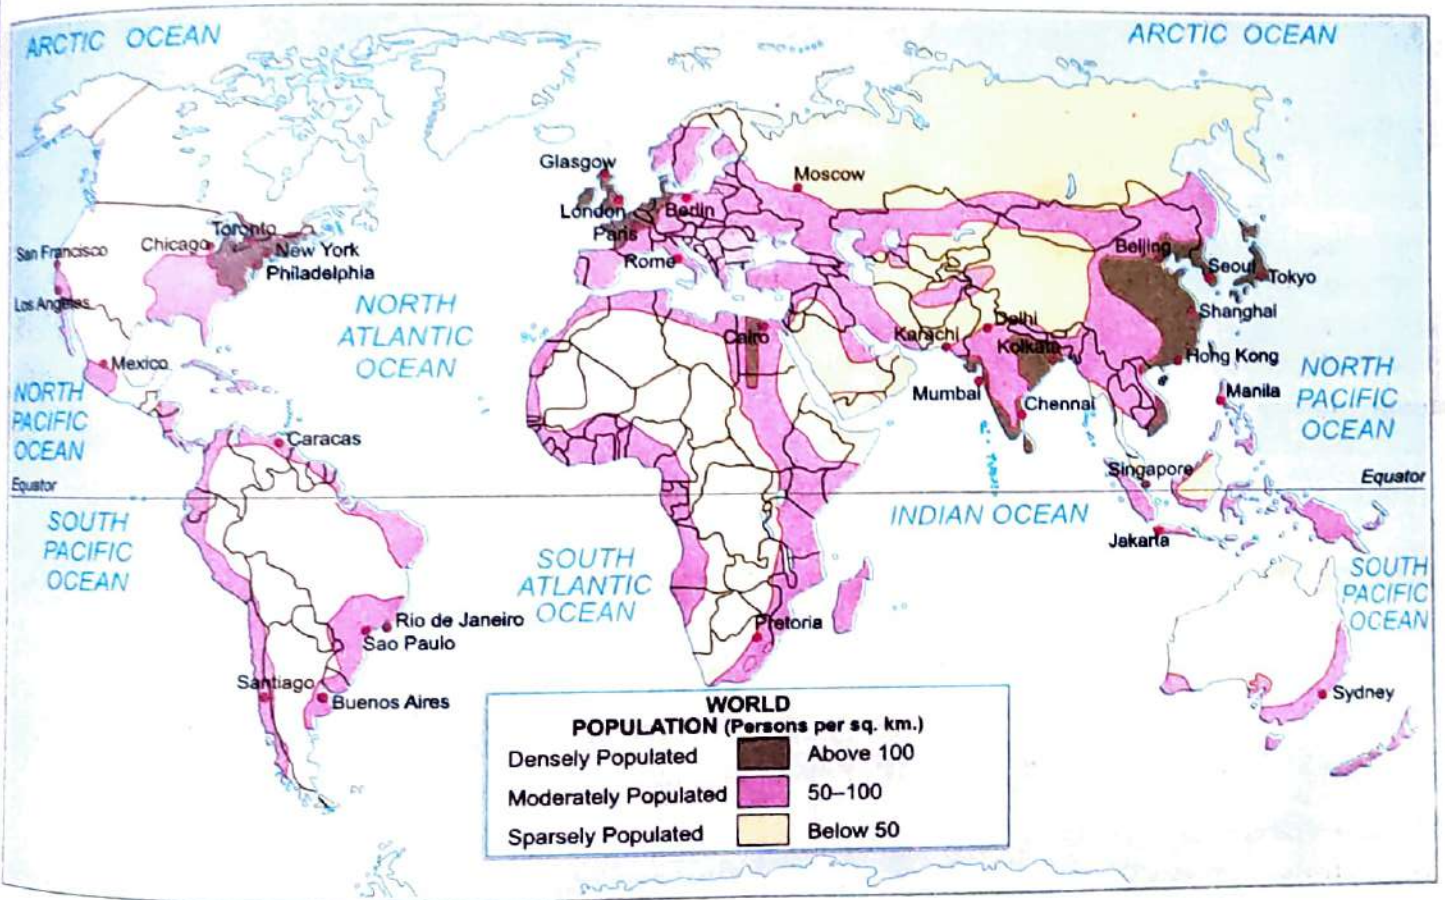 ARCTIC OCEAN
ARCTIC OCEAN
Glasgow
Moscow
London
Berlin
Paris
Rome
Toronto
Chicago
New York
Philadelphia
San Francisco
Los Angeles
Beijing
Seoul
Tokyo
Shanghai
NORTH
ATLANTIC
OCEAN
Cairo
Karachi
Delhi
Kolkata
Hong Kong
Mexico
NORTH
PACIFIC
OCEAN
Mumbai
Chennai
Manila
NORTH
PACIFIC
OCEAN
Caracas
Singapore
Equator
Equator
SOUTH
PACIFIC
OCEAN
INDIAN OCEAN
Jakarta
SOUTH
ATLANTIC
OCEAN
SOUTH
PACIFIC
OCEAN
Rio de Janeiro
Sao Paulo
Pretoria
Santiago
Buenos Aires
Sydney
WORLD
POPULATION (Persons per sq. km.)
Densely Populated Above 100
Moderately Populated 50–100
Sparsely Populated Below 50